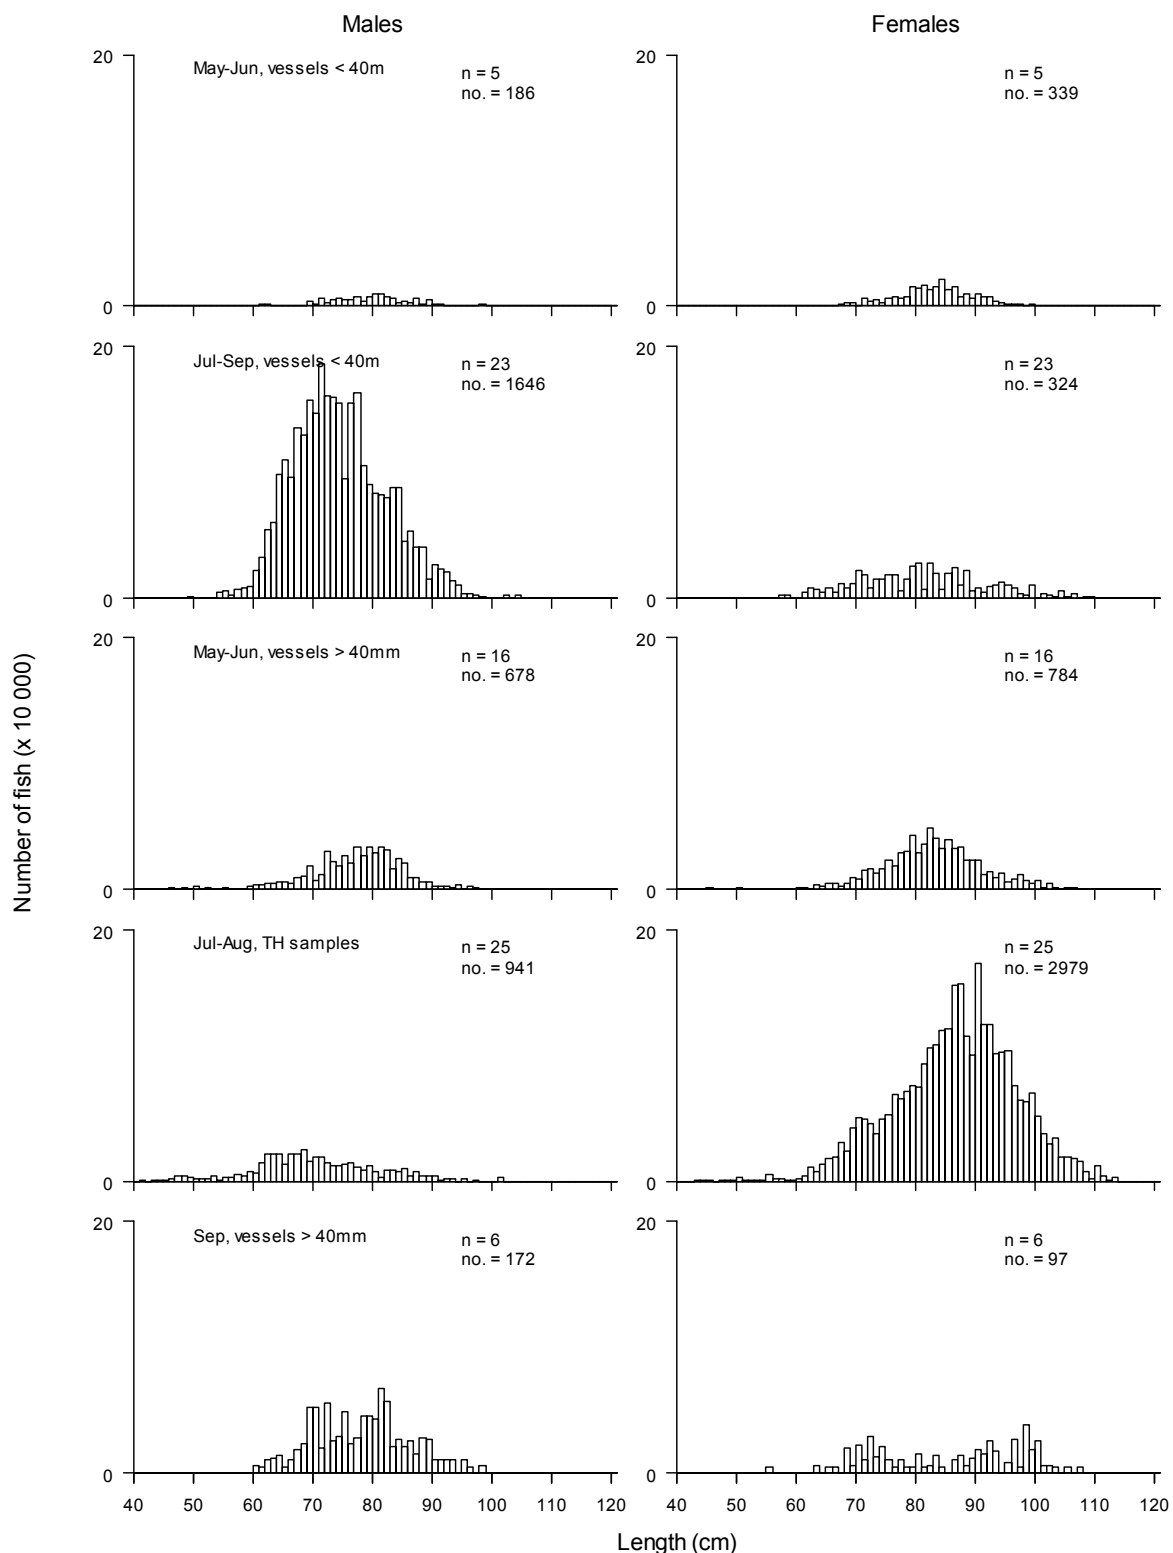 Males
Females
20
May-Jun, vessels < 40m
n = 5
no. = 186
0
20
n = 5
no. = 339
0
20
Jul-Sep, vessels < 40m
n = 23
no. = 1646
0
20
n = 23
no. = 324
0
20
May-Jun, vessels > 40mm
n = 16
no. = 678
0
20
n = 16
no. = 784
0
20
Jul-Aug, TH samples
n = 25
no. = 941
0
20
n = 25
no. = 2979
0
20
Sep, vessels > 40mm
n = 6
no. = 172
0
20
n = 6
no. = 97
0
40 50 60 70 80 90 100 110 120
40 50 60 70 80 90 100 110 120
Number of fish (x 10 000)
Length (cm)